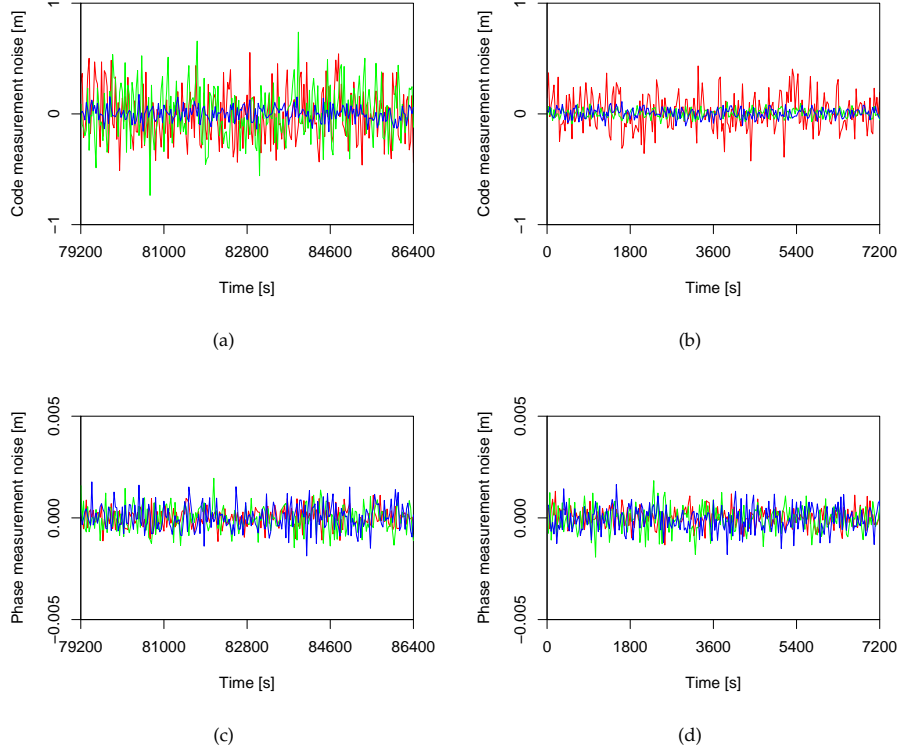 Code measurement noise [m]
1
0
−1
79200 81000 82800 84600 86400
Time [s]
(a)
Code measurement noise [m]
1
0
−1
0 1800 3600 5400 7200
Time [s]
(b)
Phase measurement noise [m]
0.005
0.000
−0.005
79200 81000 82800 84600 86400
Time [s]
(c)
Phase measurement noise [m]
0.005
0.000
−0.005
0 1800 3600 5400 7200
Time [s]
(d)